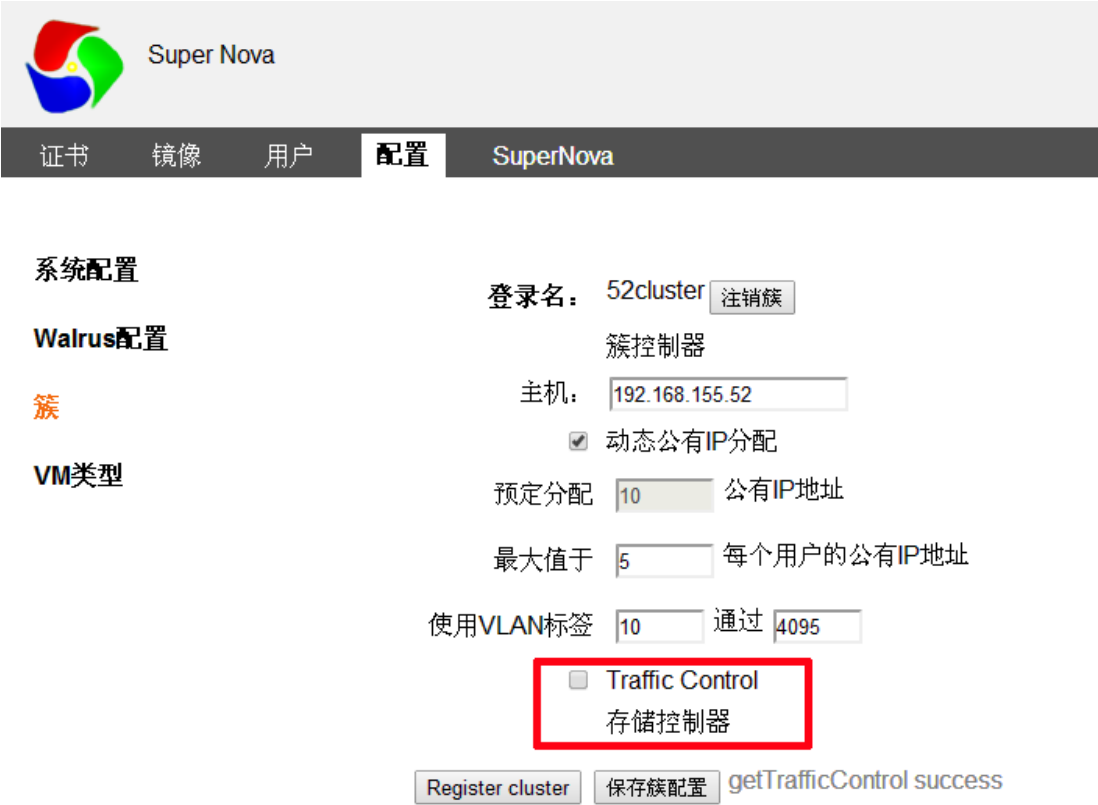 Super Nova
证书 镜像 用户 配置 SuperNova
系统配置
Walrus配置
簇
VM类型
登录名： 52cluster 注销簇
簇控制器
主机： 192.168.155.52
动态公有IP分配
预定分配 10 公有IP地址
最大值于 5 每个用户的公有IP地址
使用VLAN标签 10 通过 4095
Traffic Control
存储控制器
Register cluster 保存簇配置 getTrafficControl success